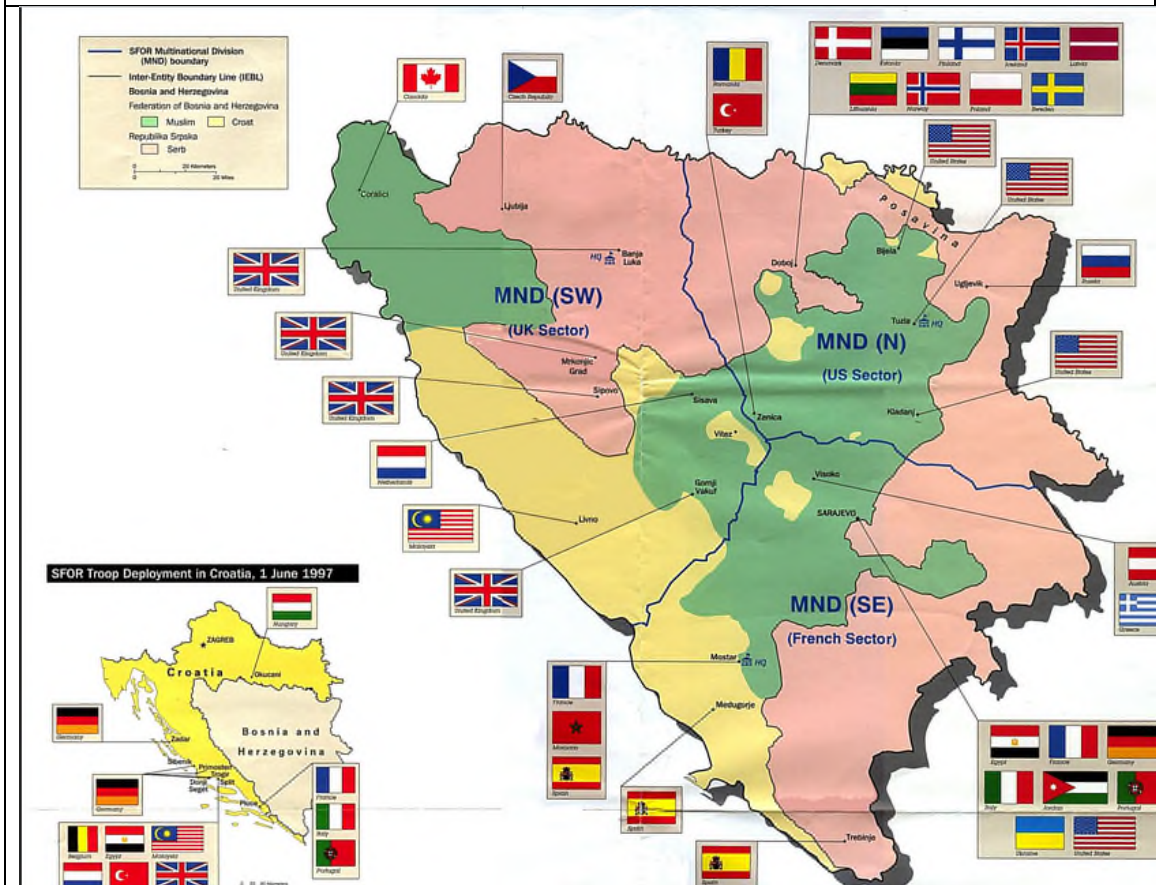 SFOR Multinational Division
(MND) boundary
Inter-Entity Boundary Line (IEBL)
Bosnia and Herzegovina
Federation of Bosnia and Herzegovina
Muslim Croat
Republika Srpska
Serb
0 20 Kilometers
0 20 Miles
Canada
Czech Republic
Romania
Turkey
Denmark Estonia Finland Iceland Latvia
Lithuania Norway Poland Sweden
United States
United States
Coralici
Ljubija
Posavina
United Kingdom
HQ Banja
Luka
Doboj
Bijela
Ugljevik
Russia
MND (SW)
(UK Sector)
Tuzla HQ
MND (N)
(US Sector)
United Kingdom
Mrkonjic
Grad
Sipovo
United States
United Kingdom
Sisava
Zenica
Kladanj
Vitez
Netherlands
Visoko
Gornji
Vakuf
SARAJEVO
Livno
Malaysia
United Kingdom
Austria
Greece
MND (SE)
(French Sector)
Mostar HQ
Medugorje
France
Morocco
Spain
Spain
Trebinje
Spain
Egypt France Germany
Italy Jordan Portugal
Ukraine United States
SFOR Troop Deployment in Croatia, 1 June 1997
Hungary
ZAGREB
Croatia
Okucani
Germany
Bosnia and
Herzegovina
Zadar
Sibenik
Primosten
Trogir
Donji
Seget
Split
Ploce
Germany
France
Italy
Portugal
Belgium Egypt Malaysia